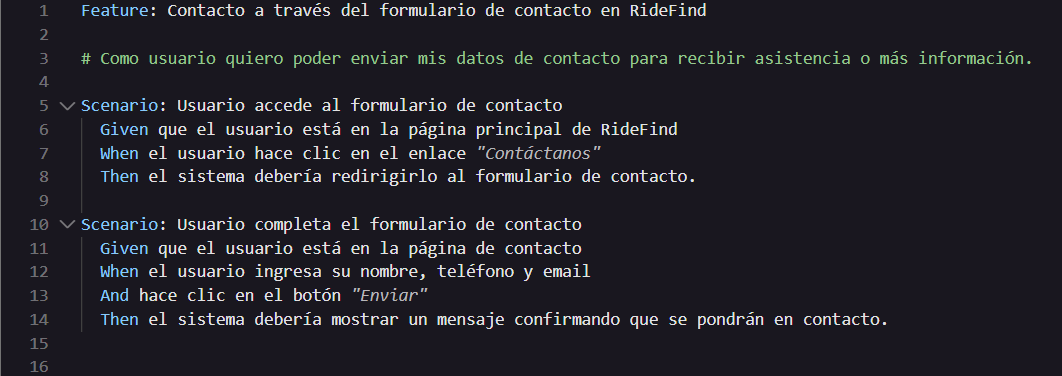 1 Feature: Contacto a través del formulario de contacto en RideFind
2
3 # Como usuario quiero poder enviar mis datos de contacto para recibir asistencia o más información.
4
5 Scenario: Usuario accede al formulario de contacto
6 Given que el usuario está en la página principal de RideFind
7 When el usuario hace clic en el enlace "Contáctanos"
8 Then el sistema debería redirigirlo al formulario de contacto.
9
10 Scenario: Usuario completa el formulario de contacto
11 Given que el usuario está en la página de contacto
12 When el usuario ingresa su nombre, teléfono y email
13 And hace clic en el botón "Enviar"
14 Then el sistema debería mostrar un mensaje confirmando que se pondrán en contacto.
15
16